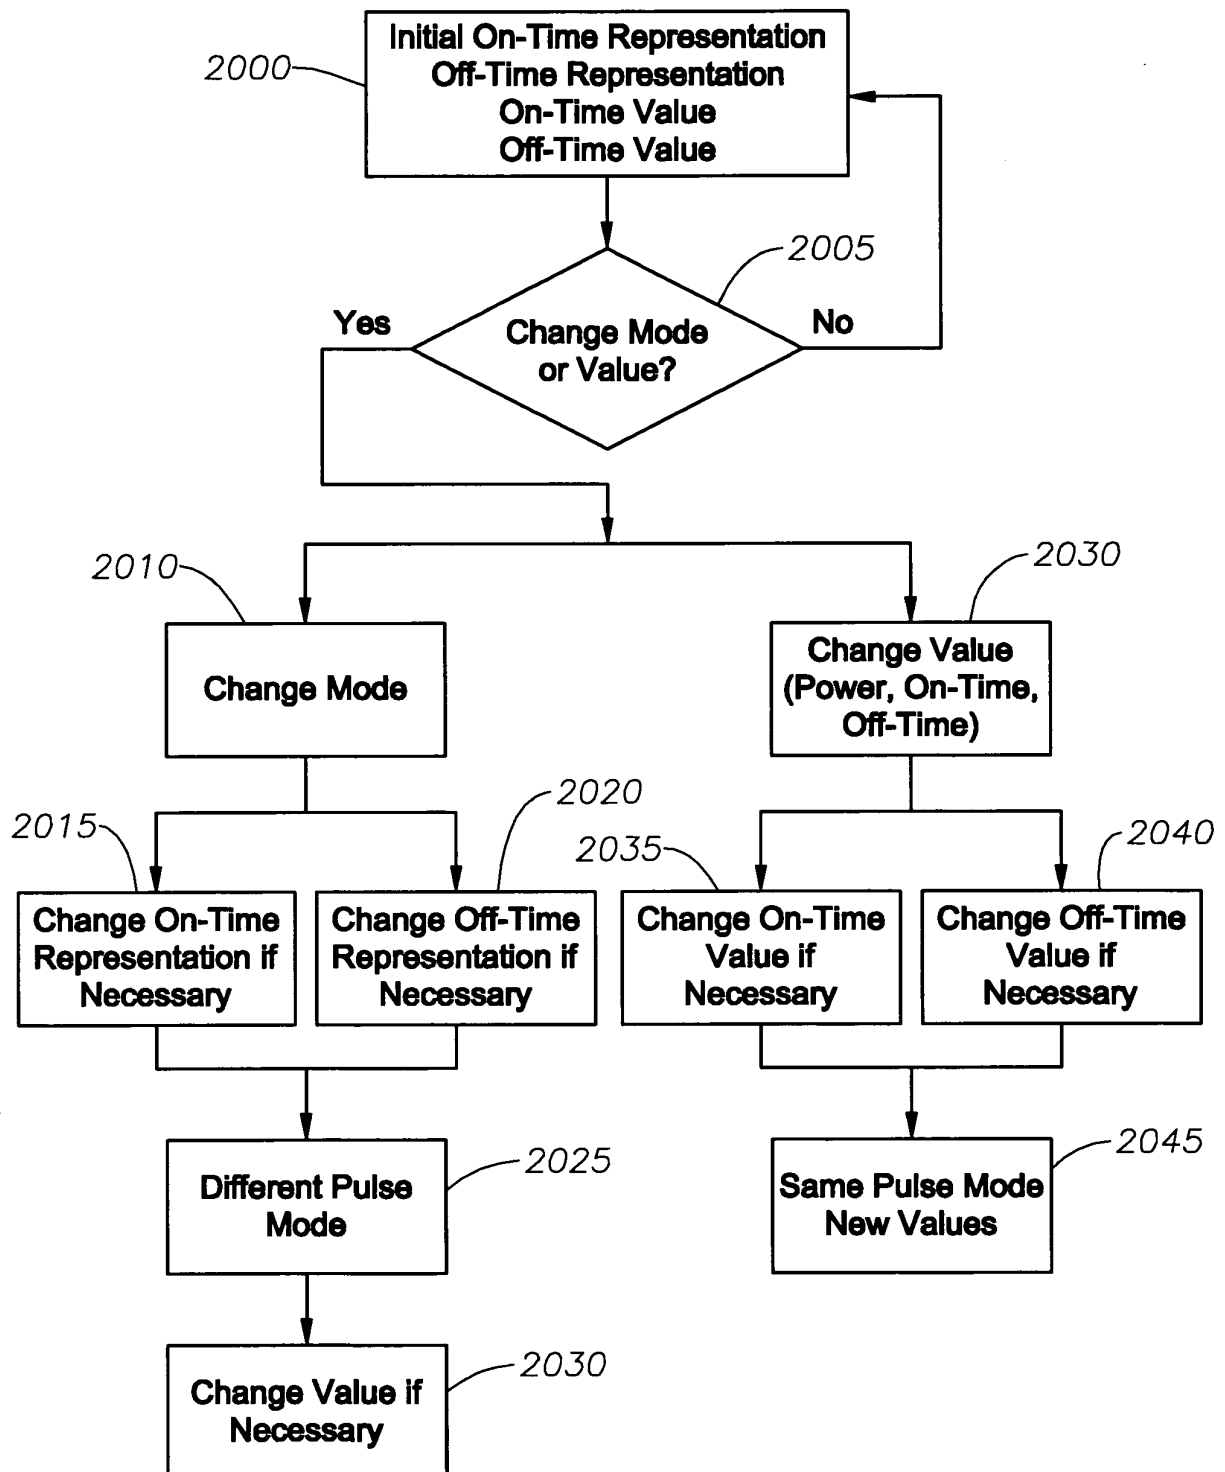 Initial On-Time Representation
Off-Time Representation
On-Time Value
Off-Time Value
2000
2005
Yes
Change Mode
or Value?
No
2010
2030
Change Mode
Change Value
(Power, On-Time,
Off-Time)
2015
2020
2035
2040
Change On-Time
Representation if
Necessary
Change Off-Time
Representation if
Necessary
Change On-Time
Value if
Necessary
Change Off-Time
Value if
Necessary
Different Pulse
Mode
2025
Same Pulse Mode
New Values
2045
Change Value if
Necessary
2030